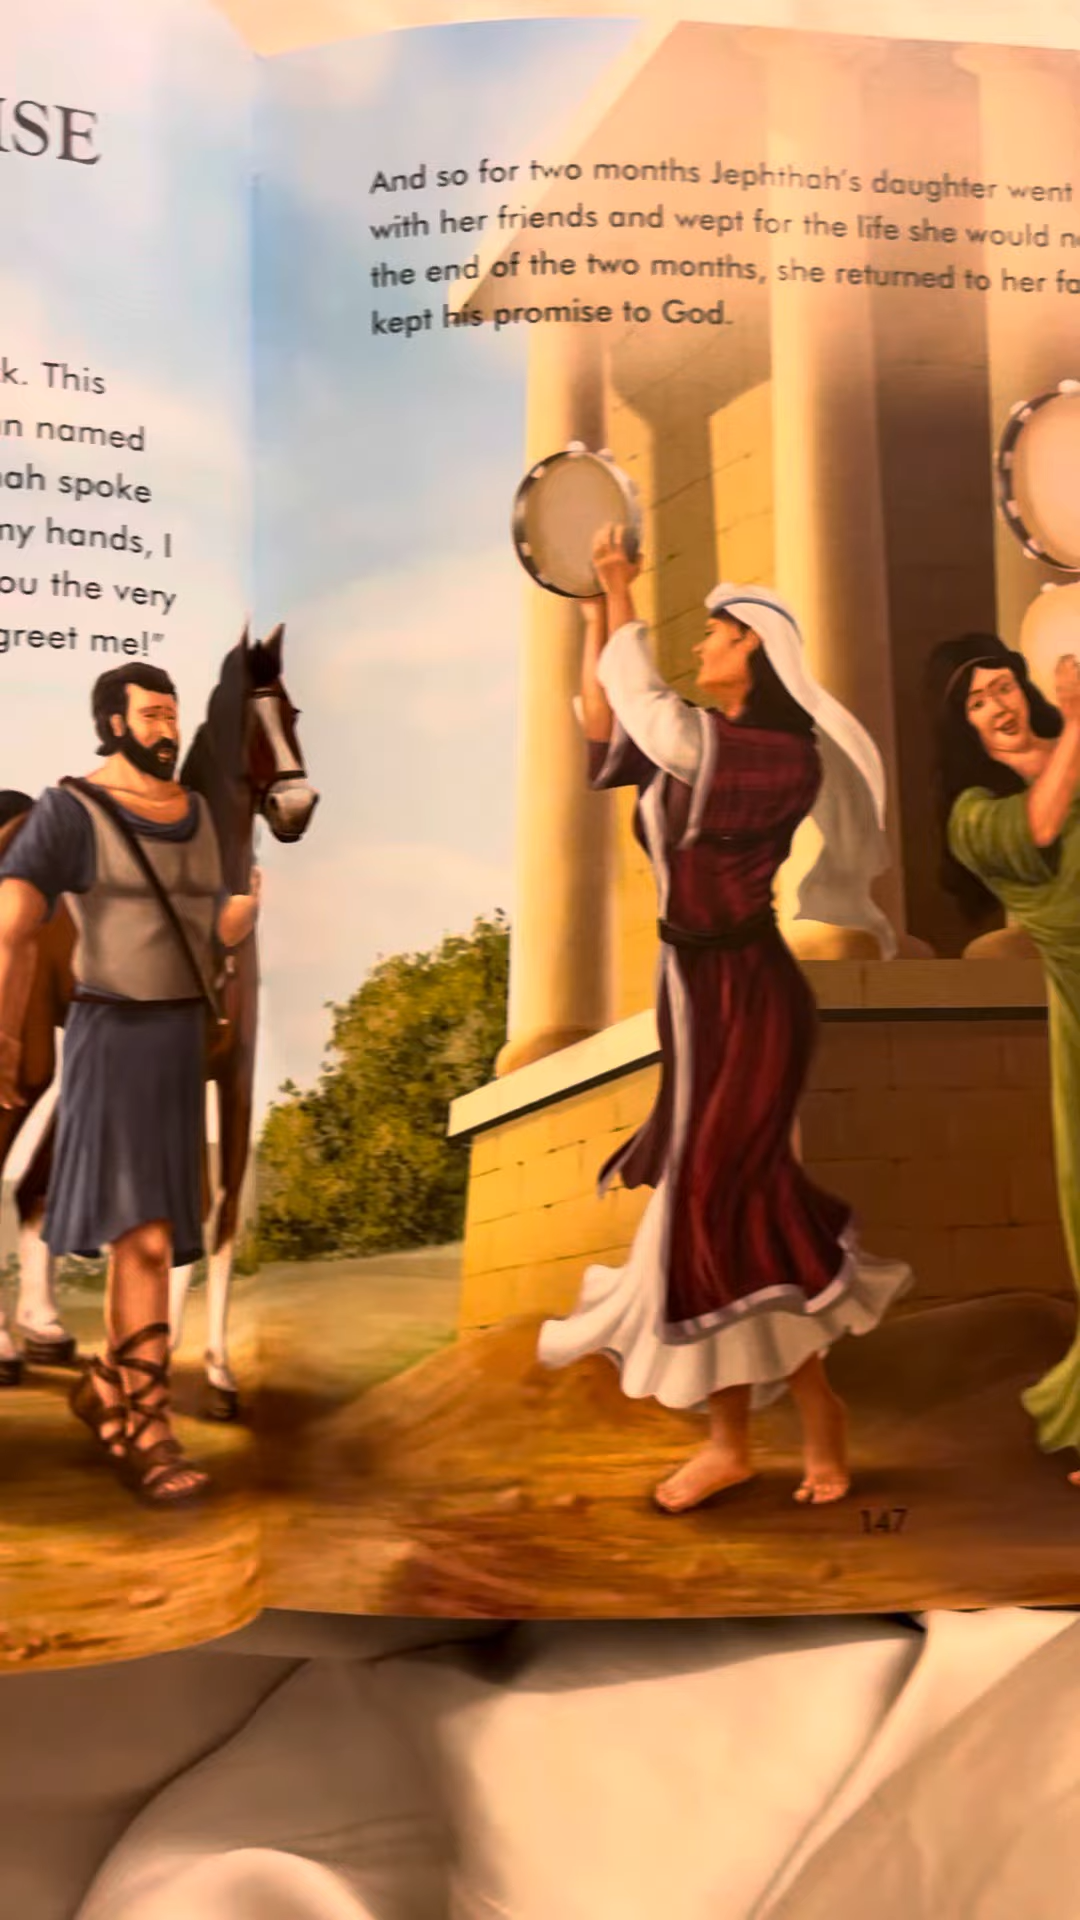 ISE
k. This
n named
ah spoke
my hands, I
ou the very
greet me!"
And so for two months Jephthah's daughter went
with her friends and wept for the life she would n
the end of the two months, she returned to her fa
kept his promise to God.
147